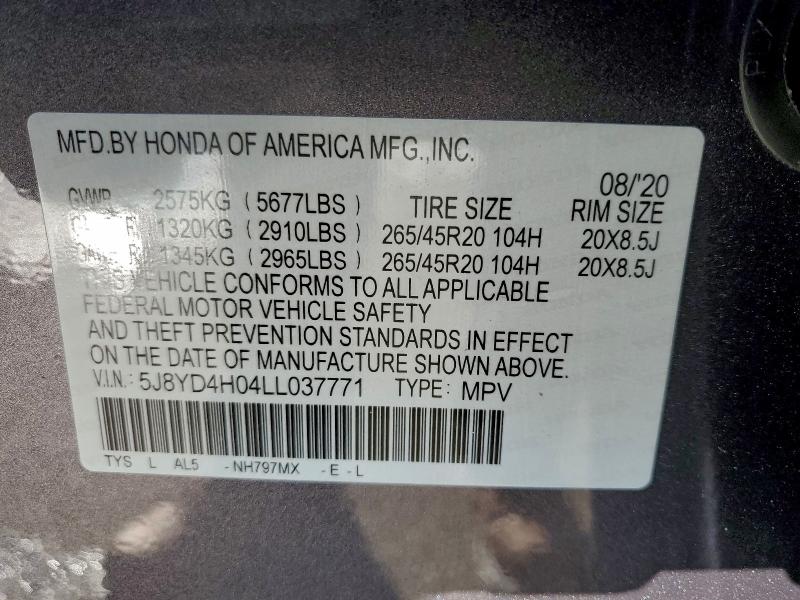 MFD.BY HONDA OF AMERICA MFG.,INC.
08/'20
GVWR 2575KG ( 5677LBS ) TIRE SIZE RIM SIZE
1320KG ( 2910LBS ) 265/45R20 104H 20X8.5J
1345KG ( 2965LBS ) 265/45R20 104H 20X8.5J
THIS VEHICLE CONFORMS TO ALL APPLICABLE
FEDERAL MOTOR VEHICLE SAFETY
AND THEFT PREVENTION STANDARDS IN EFFECT
ON THE DATE OF MANUFACTURE SHOWN ABOVE.
V.I.N.: 5J8YD4H04LL037771 TYPE: MPV
TYS L AL5 -NH797MX -E-L